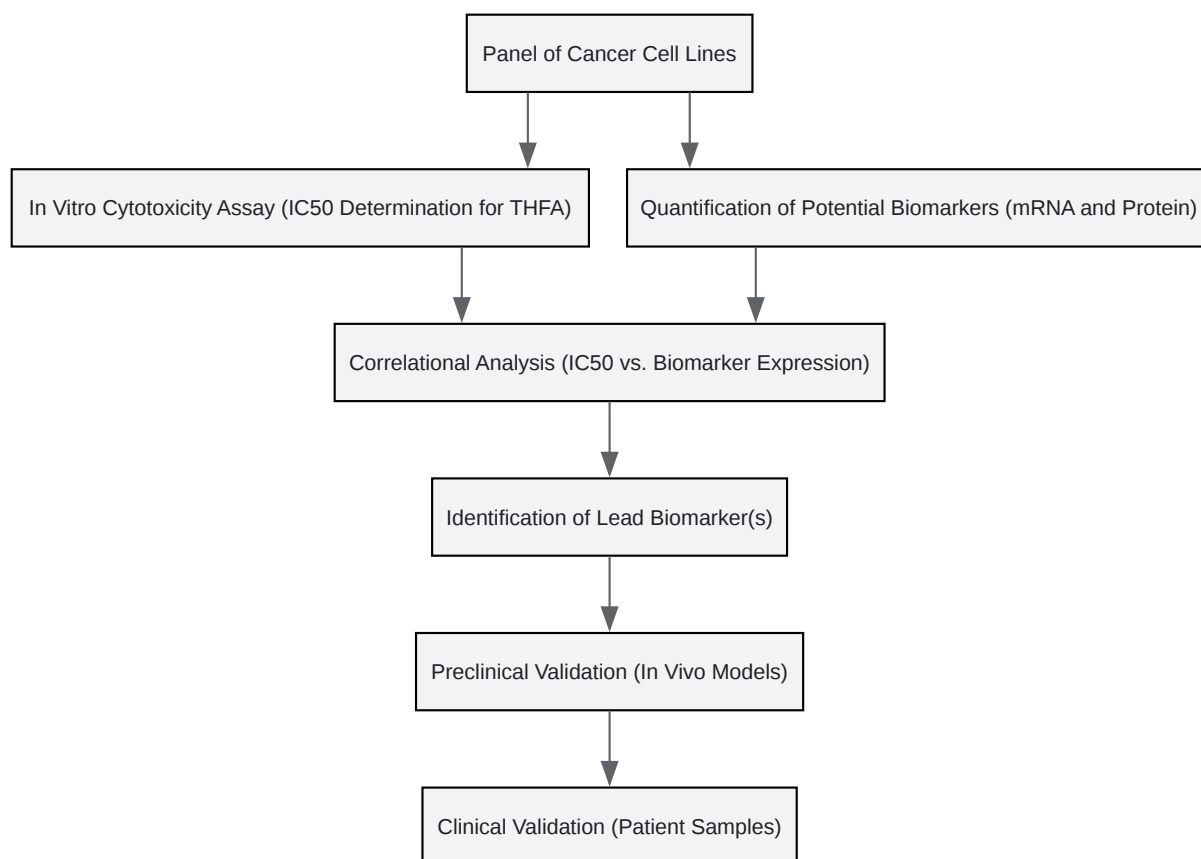 Panel of Cancer Cell Lines
In Vitro Cytotoxicity Assay (IC50 Determination for THFA)
Quantification of Potential Biomarkers (mRNA and Protein)
Correlational Analysis (IC50 vs. Biomarker Expression)
Identification of Lead Biomarker(s)
Preclinical Validation (In Vivo Models)
Clinical Validation (Patient Samples)